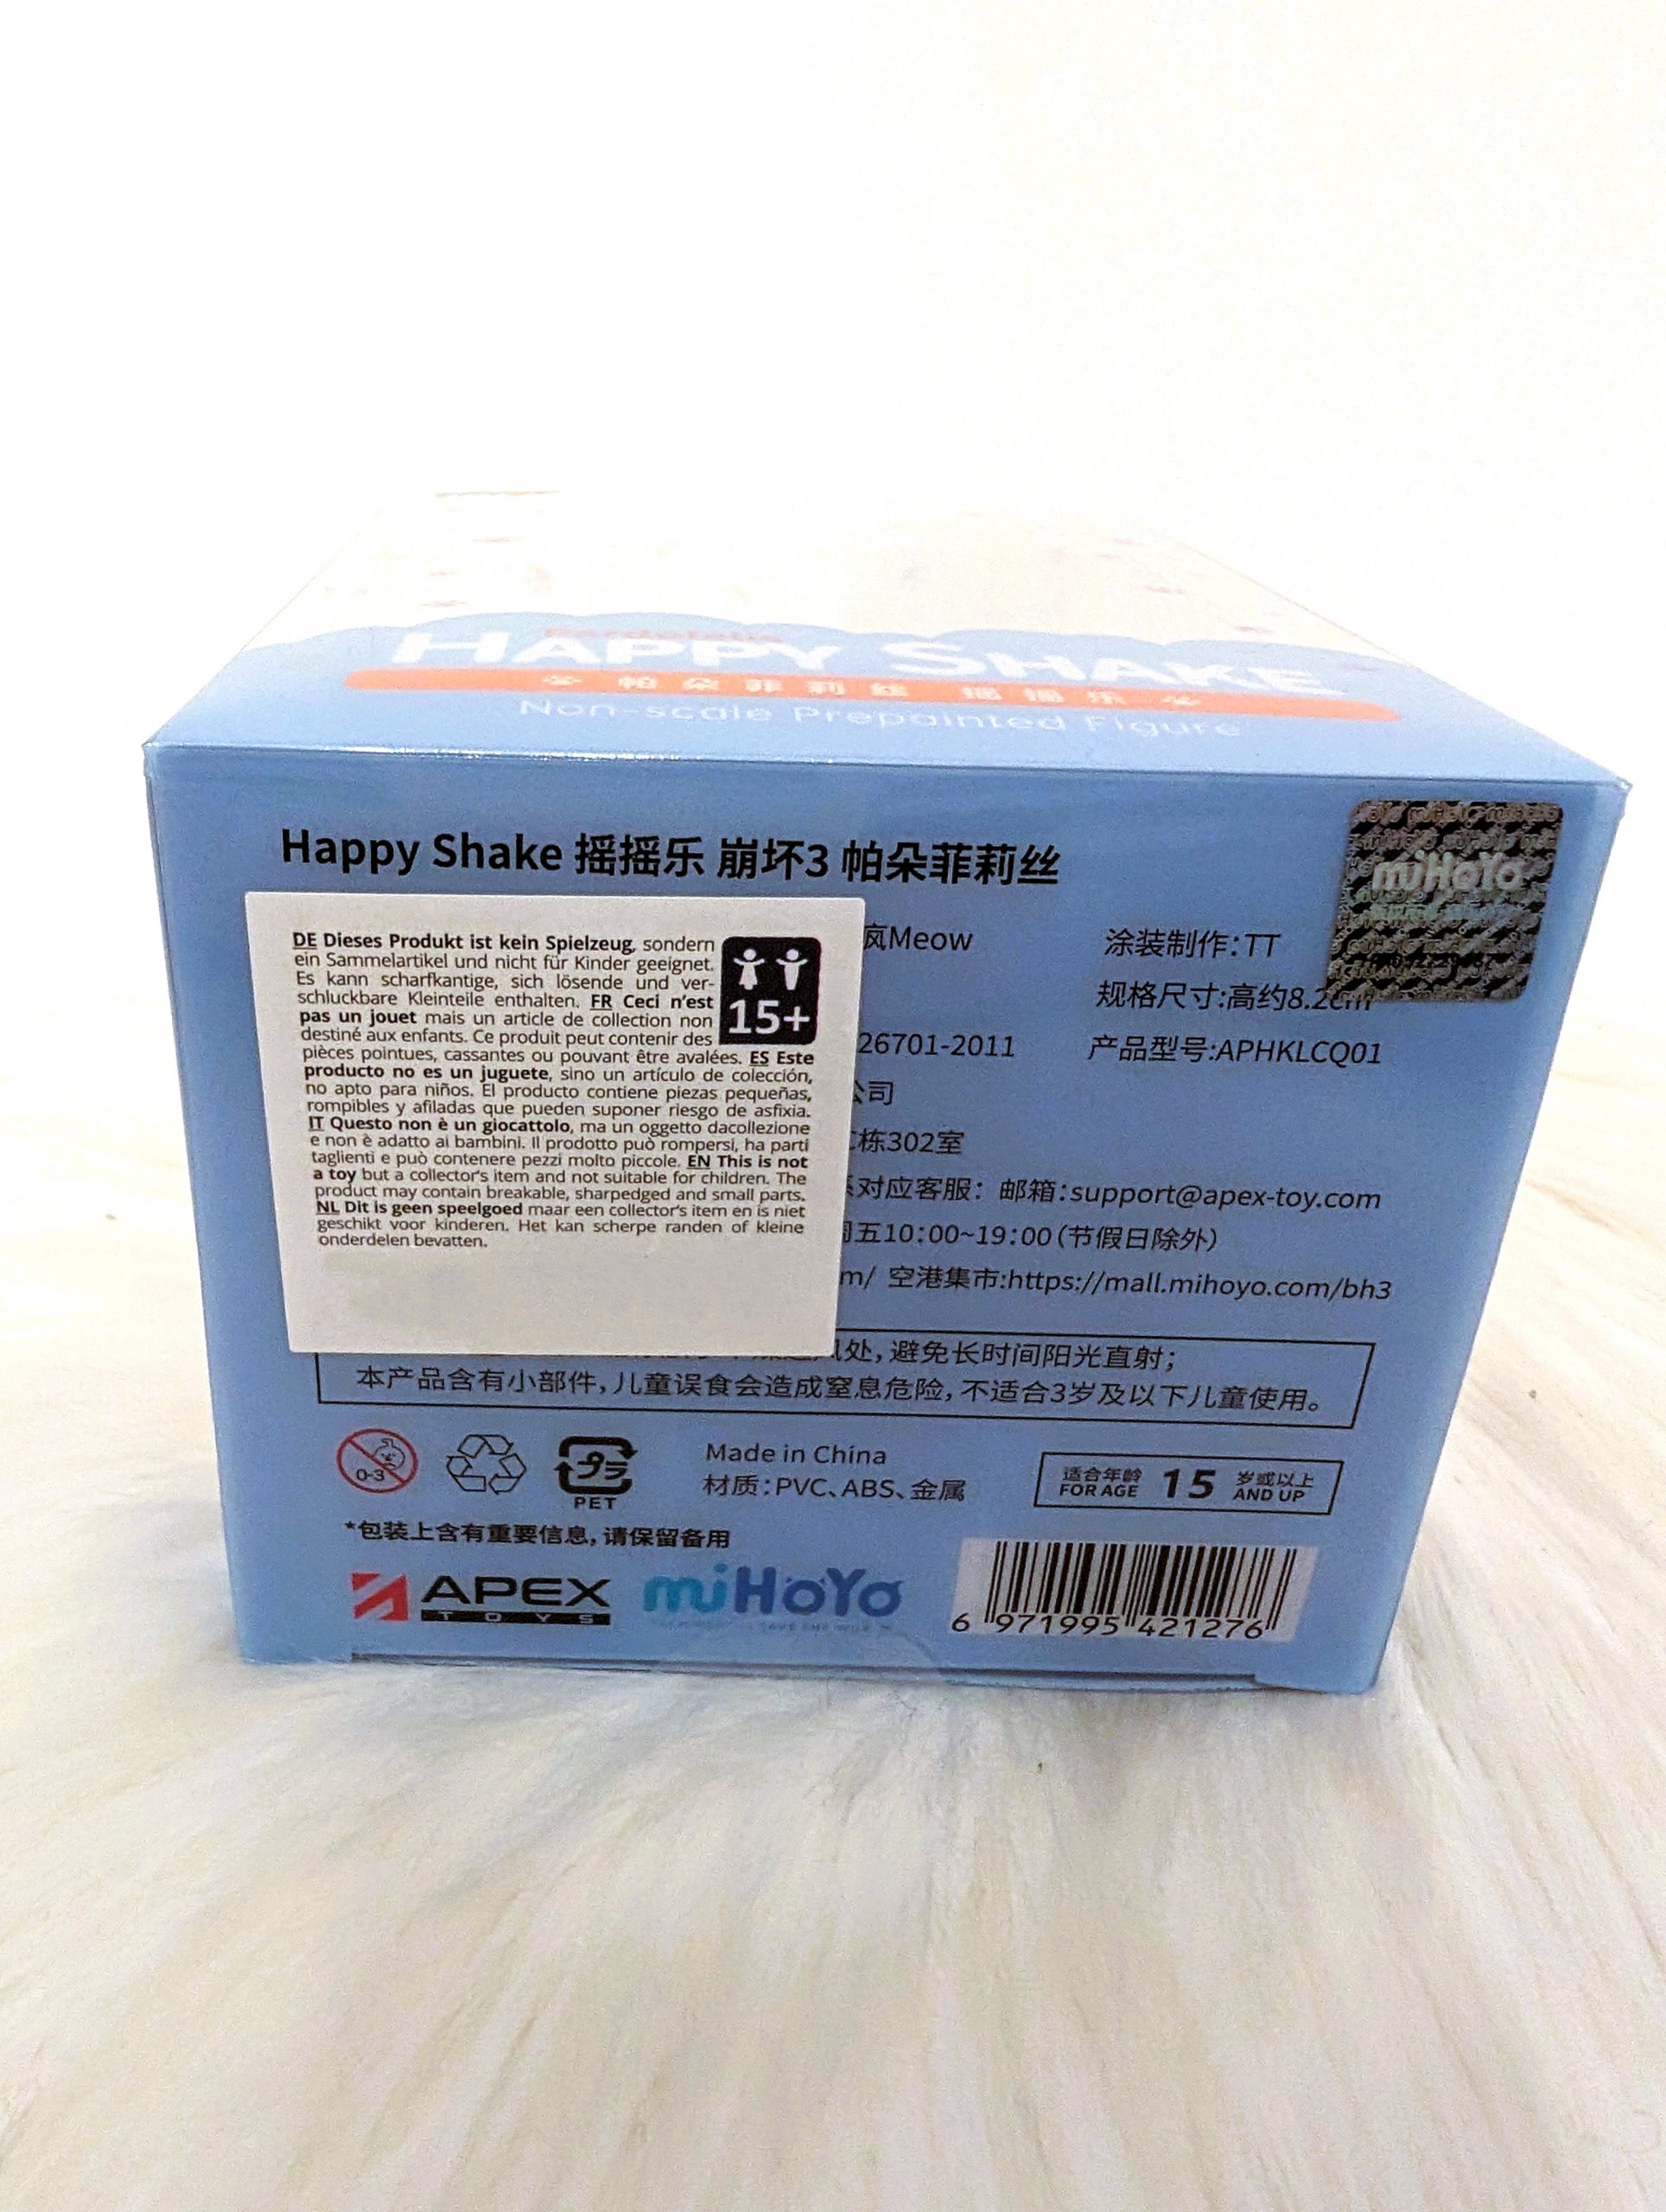 Pardofelis
HAPPY SHAKE
帕朵菲莉丝 摇摇乐
Non-scale Prepainted Figure
Happy Shake 摇摇乐 崩坏3 帕朵菲莉丝
miHoYo
疯Meow
涂装制作：TT
规格尺寸:高约8.2cm
26701-2011
产品型号:APHKLCQ01
公司
栋302室
对应客服：邮箱：support@apex-toy.com
周五10:00~19:00（节假日除外）
m/ 空港集市:https://mall.mihoyo.com/bh3
DE Dieses Produkt ist kein Spielzeug, sondern
ein Sammelartikel und nicht für Kinder geeignet.
Es kann scharfkantige, sich lösende und ver-
schluckbare Kleinteile enthalten. FR Ceci n’est
pas un jouet mais un article de collection non
destiné aux enfants. Ce produit peut contenir des
pièces pointues, cassantes ou pouvant être avalées. ES Este
producto no es un juguete, sino un artículo de colección,
no apto para niños. El producto contiene piezas pequeñas,
rompibles y afiladas que pueden suponer riesgo de asfixia.
IT Questo non è un giocattolo, ma un oggetto dacollezione
e non è adatto ai bambini. Il prodotto può rompersi, ha parti
taglienti e può contenere pezzi molto piccole. EN This is not
a toy but a collector's item and not suitable for children. The
product may contain breakable, sharpedged and small parts.
NL Dit is geen speelgoed maar een collector's item en is niet
geschikt voor kinderen. Het kan scherpe randen of kleine
onderdelen bevatten.
15+
风处，避免长时间阳光直射；
本产品含有小部件，儿童误食会造成窒息危险，不适合3岁及以下儿童使用。
0-3
プラ
PET
Made in China
材质：PVC、ABS、金属
适合年龄 15 岁或以上
FOR AGE AND UP
*包装上含有重要信息，请保留备用
APEX
TOYS
miHoYo
6 971995 421276